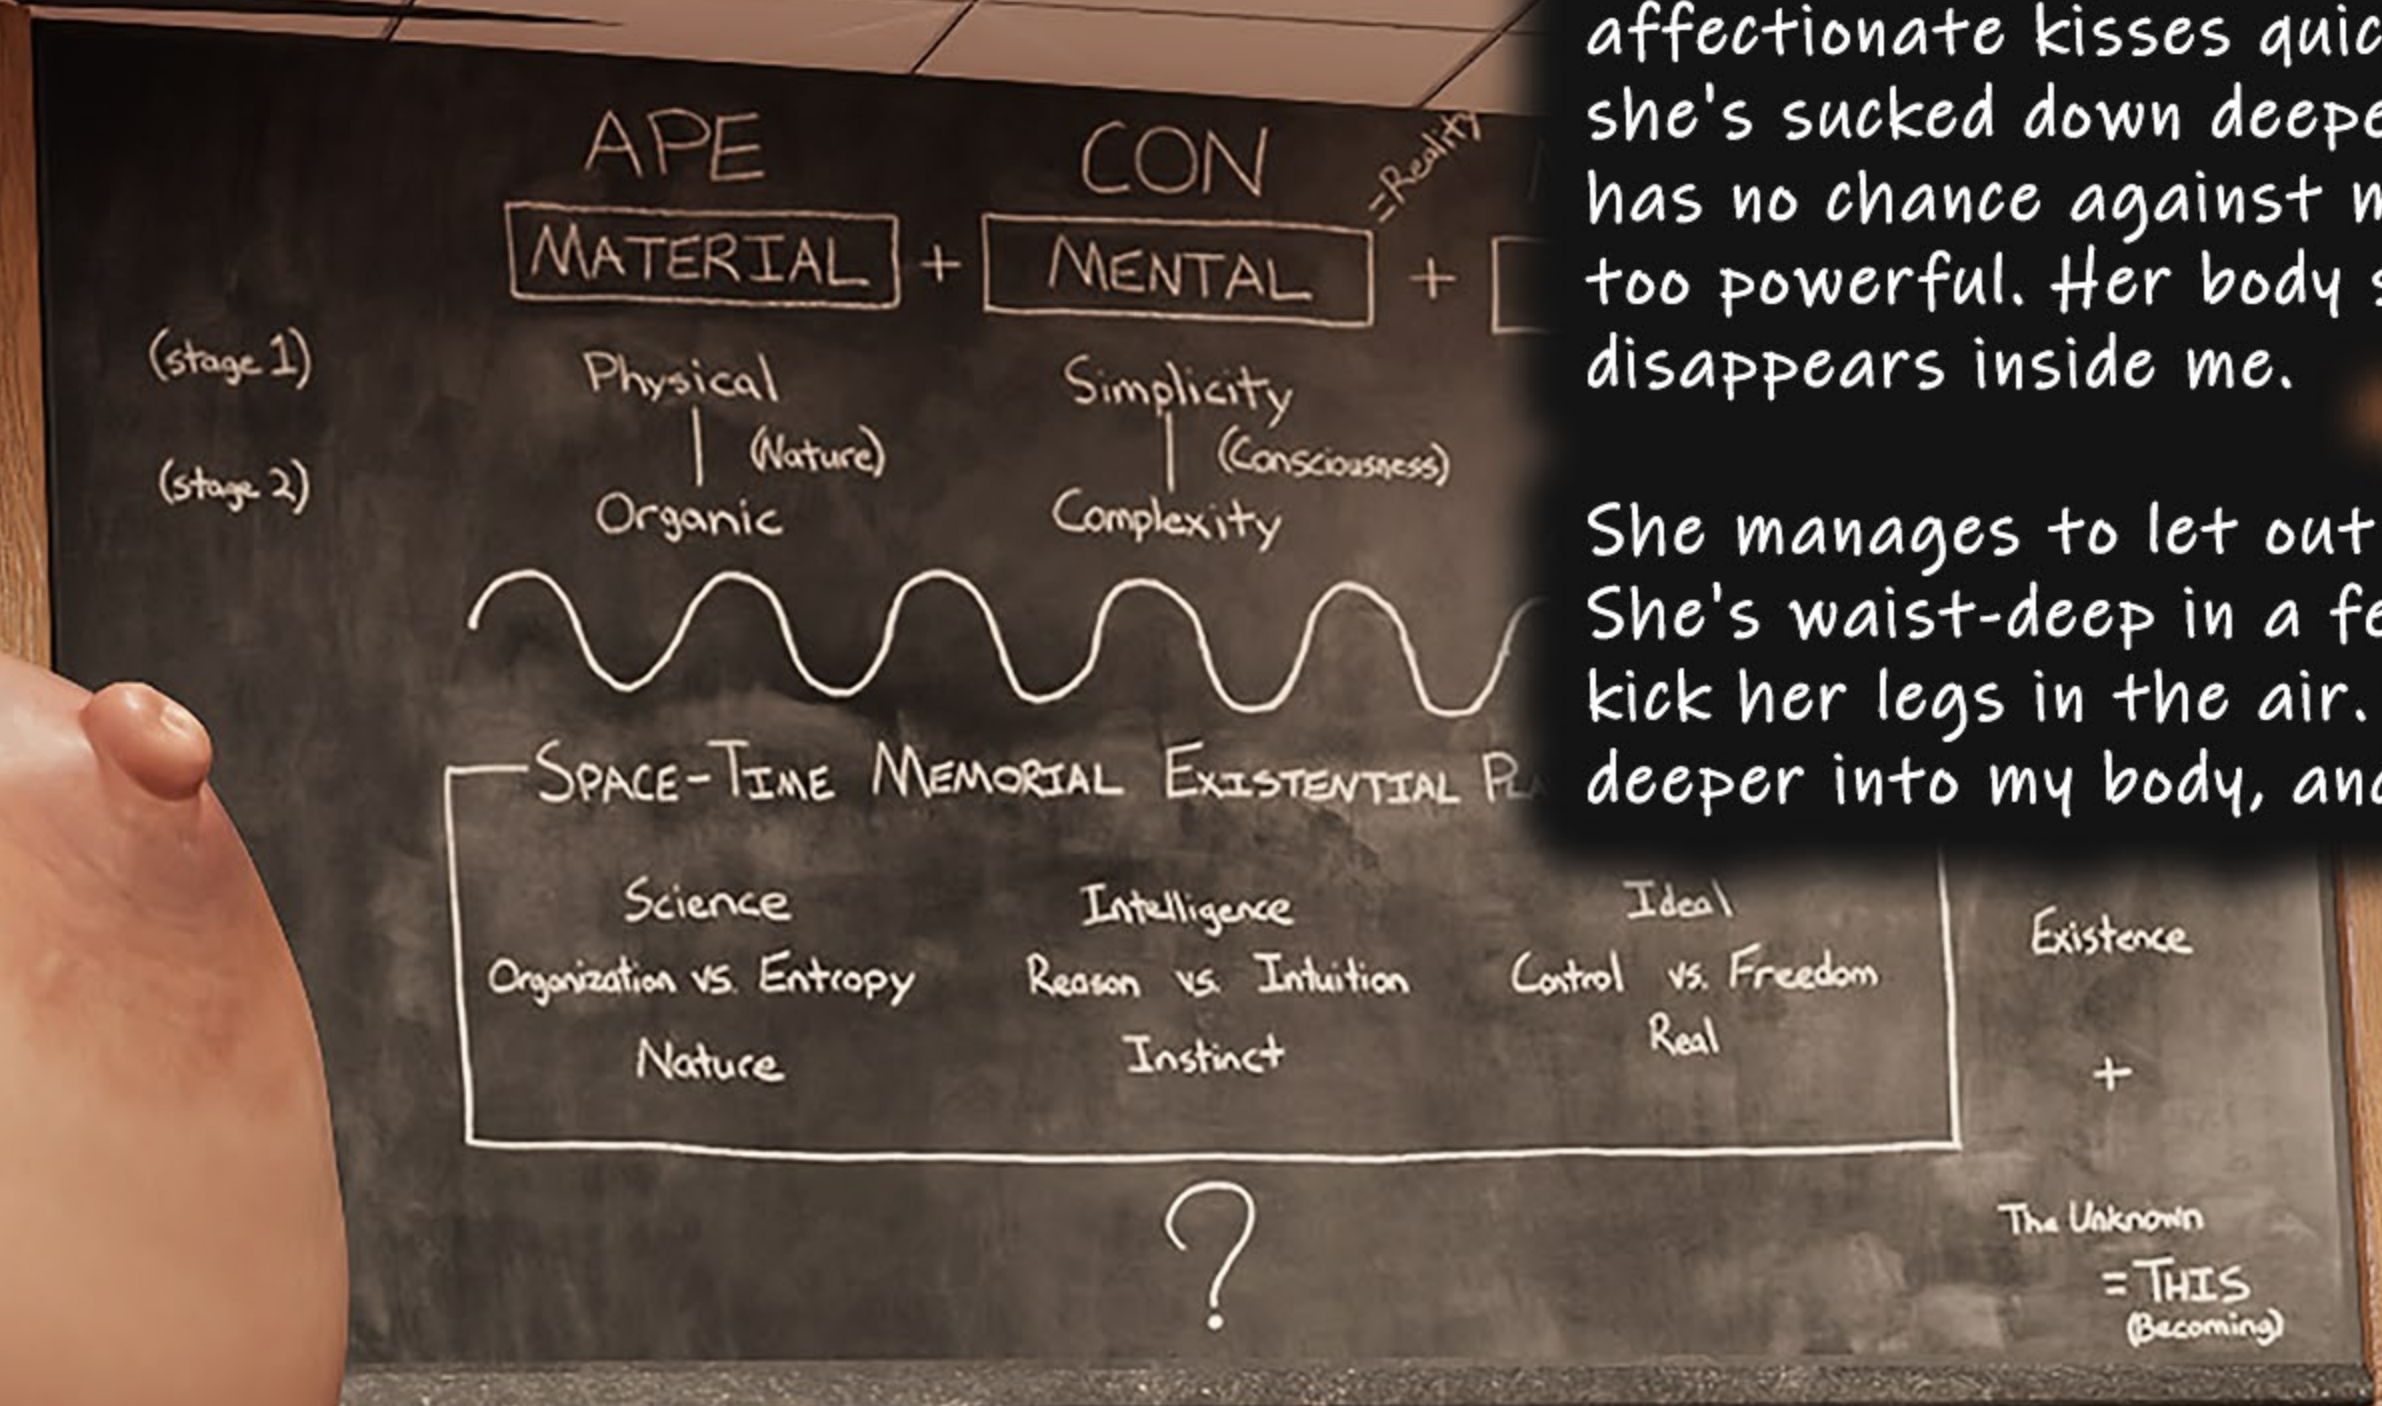 APE CON
=Reality
MATERIAL + MENTAL +
(stage 1) Physical Simplicity
(Nature) (Consciousness)
(stage 2) Organic Complexity
SPACE-TIME MEMORIAL EXISTENTIAL
Science Intelligence Ideal
Organization vs. Entropy Reason vs. Intuition Control vs. Freedom
Nature Instinct Real
Existence
+
?
The Unknown
= THIS
(Becoming)
affectionate kisses
she's sucked down
has no chance against
too powerful. Her body
disappears inside me.
She manages to let out
She's waist-deep in a
kick her legs in the air.
deeper into my body,